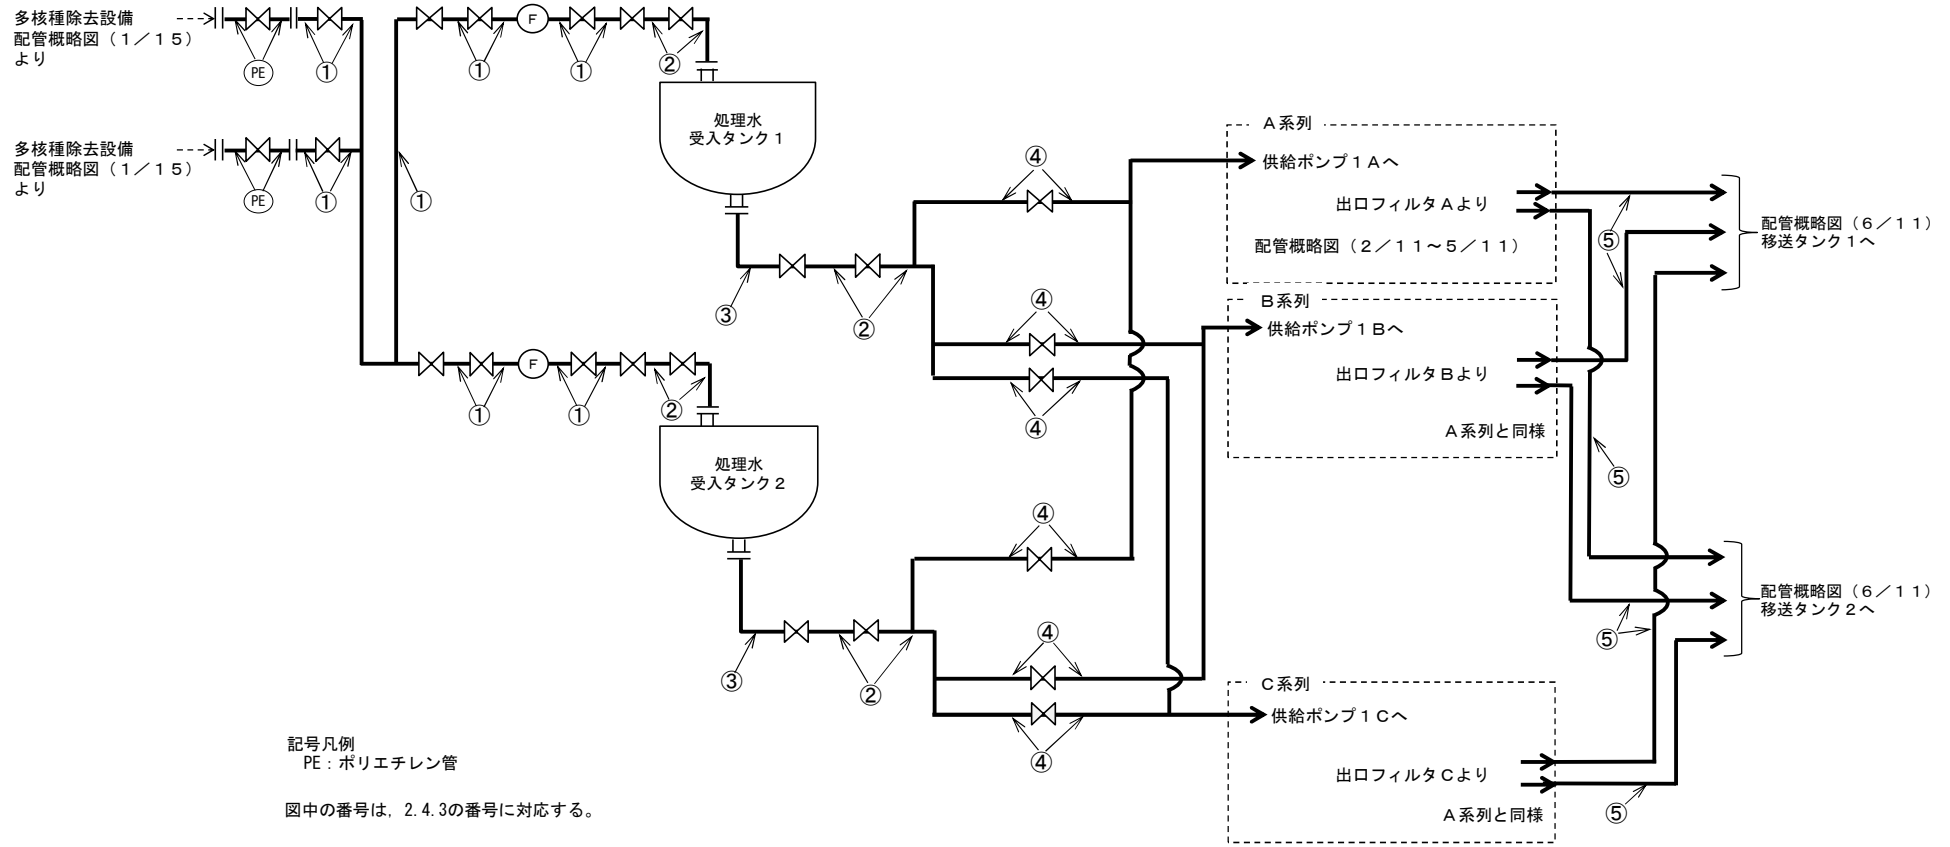 多核種除去設備
配管概略図（１／１５）
より
PE
①
①
F
①
②
多核種除去設備
配管概略図（１／１５）
より
PE
①
①
処理水
受入タンク１
③
②
④
④
④
Ａ系列
供給ポンプ１Ａへ
出口フィルタＡより
配管概略図（２／１１～５／１１）
⑤
配管概略図（６／１１）
移送タンク１へ
Ｂ系列
供給ポンプ１Ｂへ
出口フィルタＢより
Ａ系列と同様
⑤
F
①
①
②
処理水
受入タンク２
③
②
④
④
④
配管概略図（６／１１）
移送タンク２へ
⑤
Ｃ系列
供給ポンプ１Ｃへ
出口フィルタＣより
Ａ系列と同様
⑤
記号凡例
PE：ポリエチレン管
図中の番号は，2.4.3の番号に対応する。